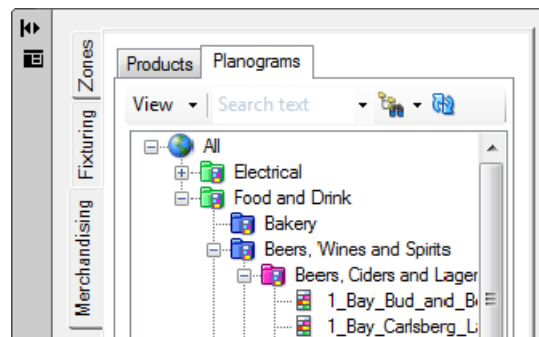 Zones
Fixturing
Merchandising
Products Planograms
View Search text
All
Electrical
Food and Drink
Bakery
Beers, Wines and Spirits
Beers, Ciders and Lager
1_Bay_Bud_and_B
1_Bay_Carlsberg_L